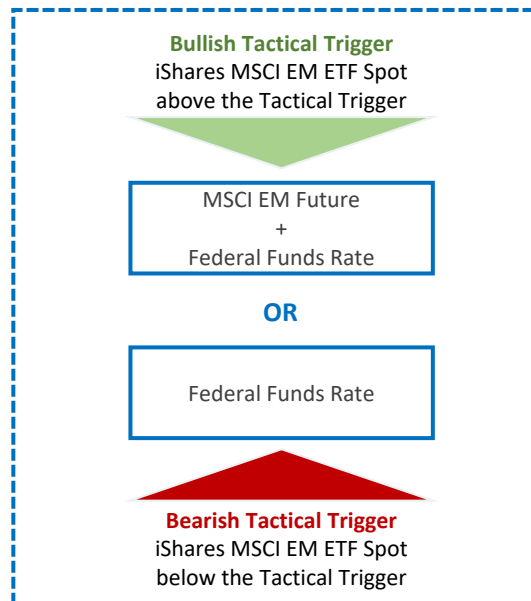 Bullish Tactical Trigger
iShares MSCI EM ETF Spot
above the Tactical Trigger
MSCI EM Future
+
Federal Funds Rate
OR
Federal Funds Rate
Bearish Tactical Trigger
iShares MSCI EM ETF Spot
below the Tactical Trigger